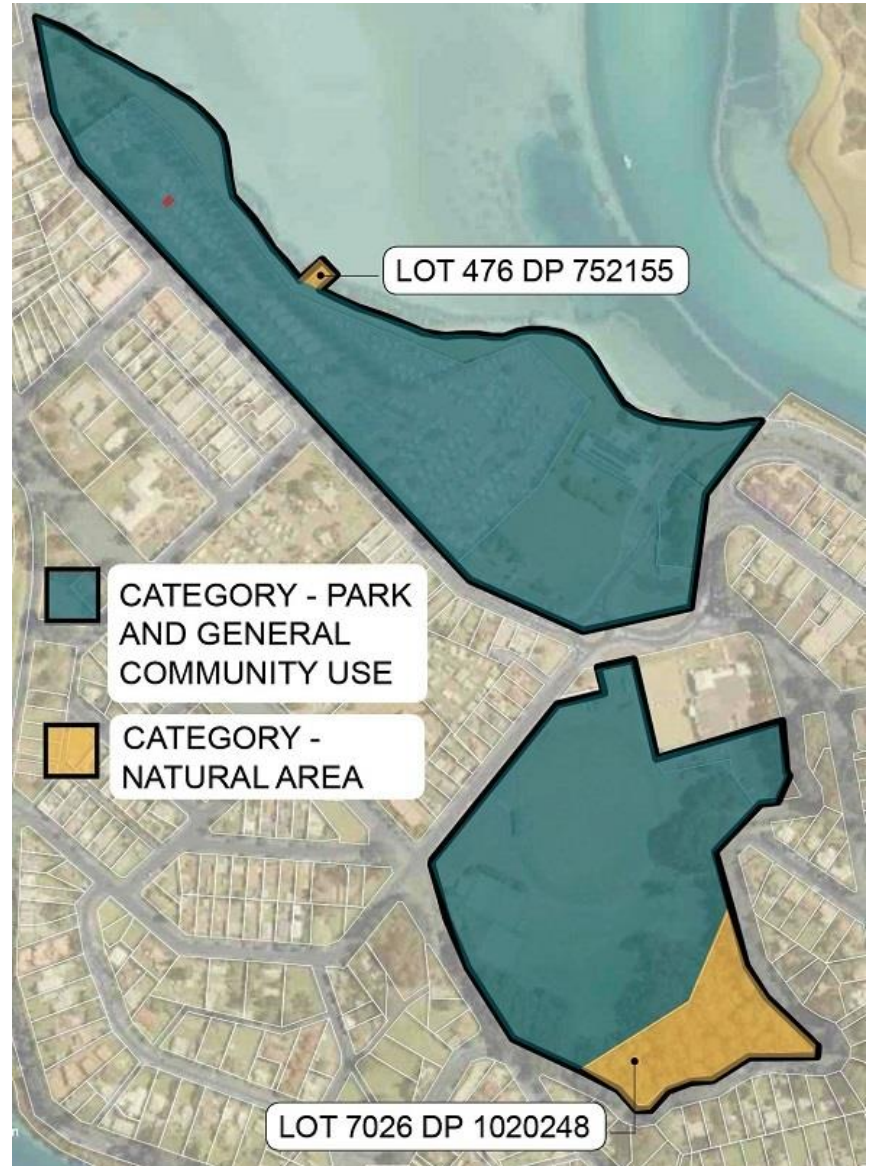 LOT 476 DP 752155
CATEGORY - PARK
AND GENERAL
COMMUNITY USE
CATEGORY -
NATURAL AREA
LOT 7026 DP 1020248